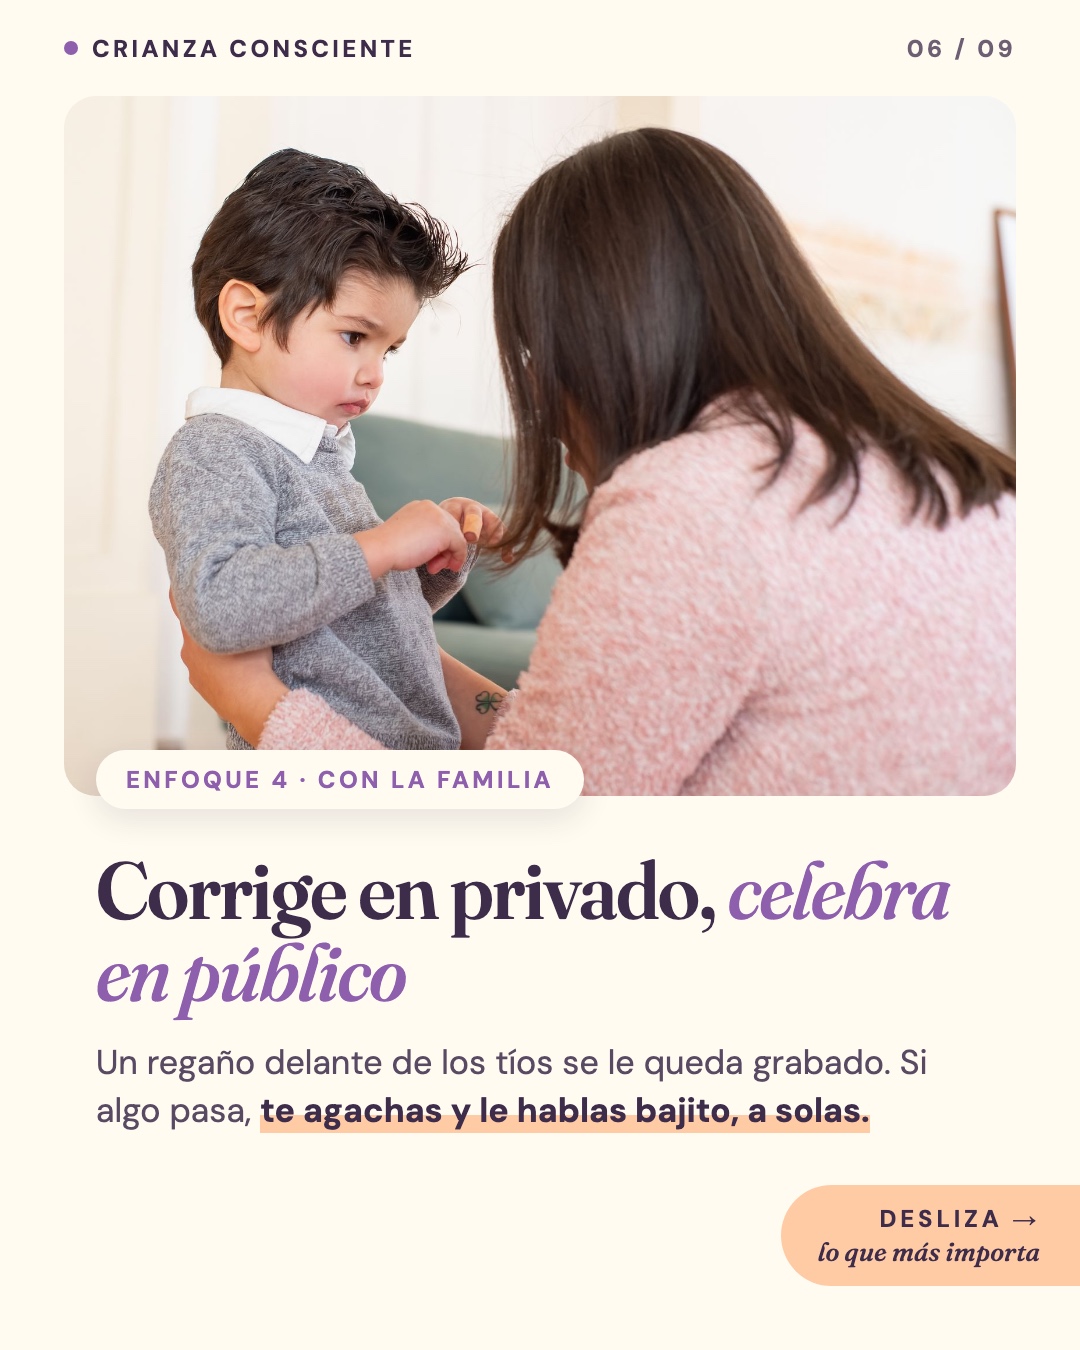 CRIANZA CONSCIENTE
06 / 09
ENFOQUE 4 · CON LA FAMILIA
Corrige en privado, celebra
en público
Un regaño delante de los tíos se le queda grabado. Si
algo pasa, te agachas y le hablas bajito, a solas.
DESLIZA →
lo que más importa